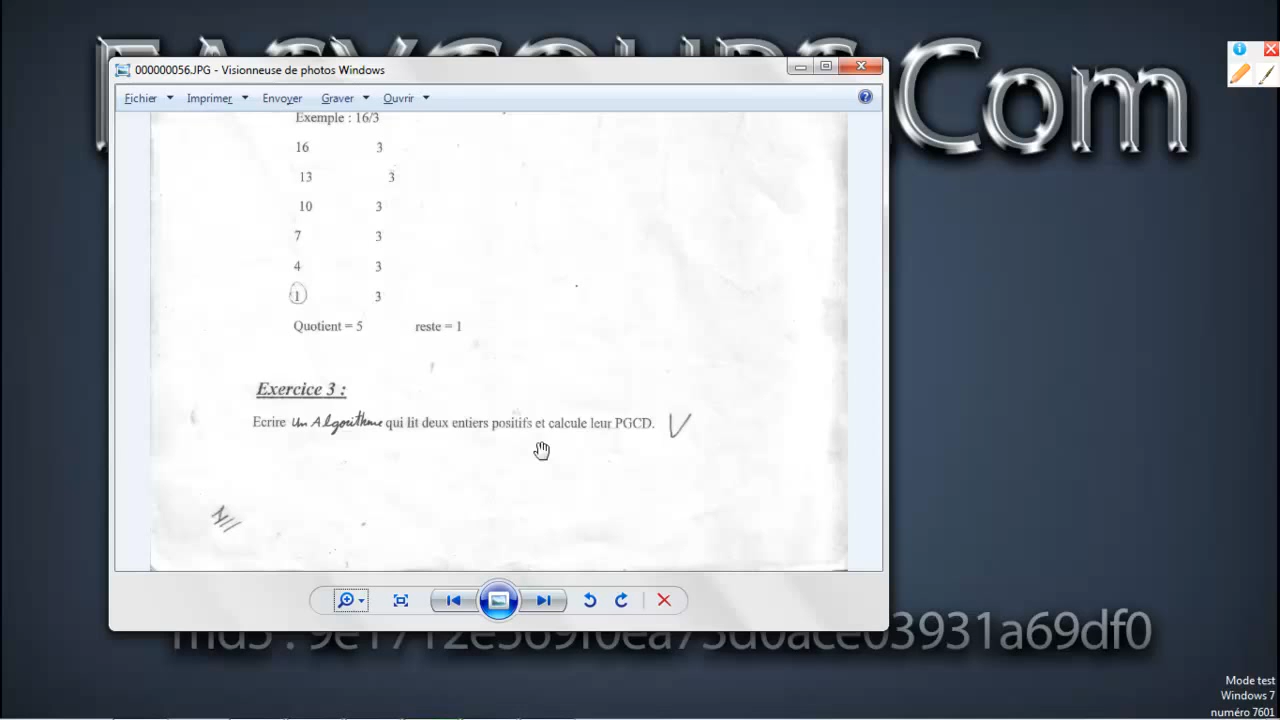 000000056.JPG - Visionneuse de photos Windows
Fichier Imprimer Envoyer Graver Ouvrir
.Com
Exemple : 16/3
16 3
13 3
10 3
7 3
4 3
1 3
Quotient = 5 reste = 1
Exercice 3 :
Ecrire un Algorithme qui lit deux entiers positifs et calcule leur PGCD.
Mode test
Windows 7
numéro 7601